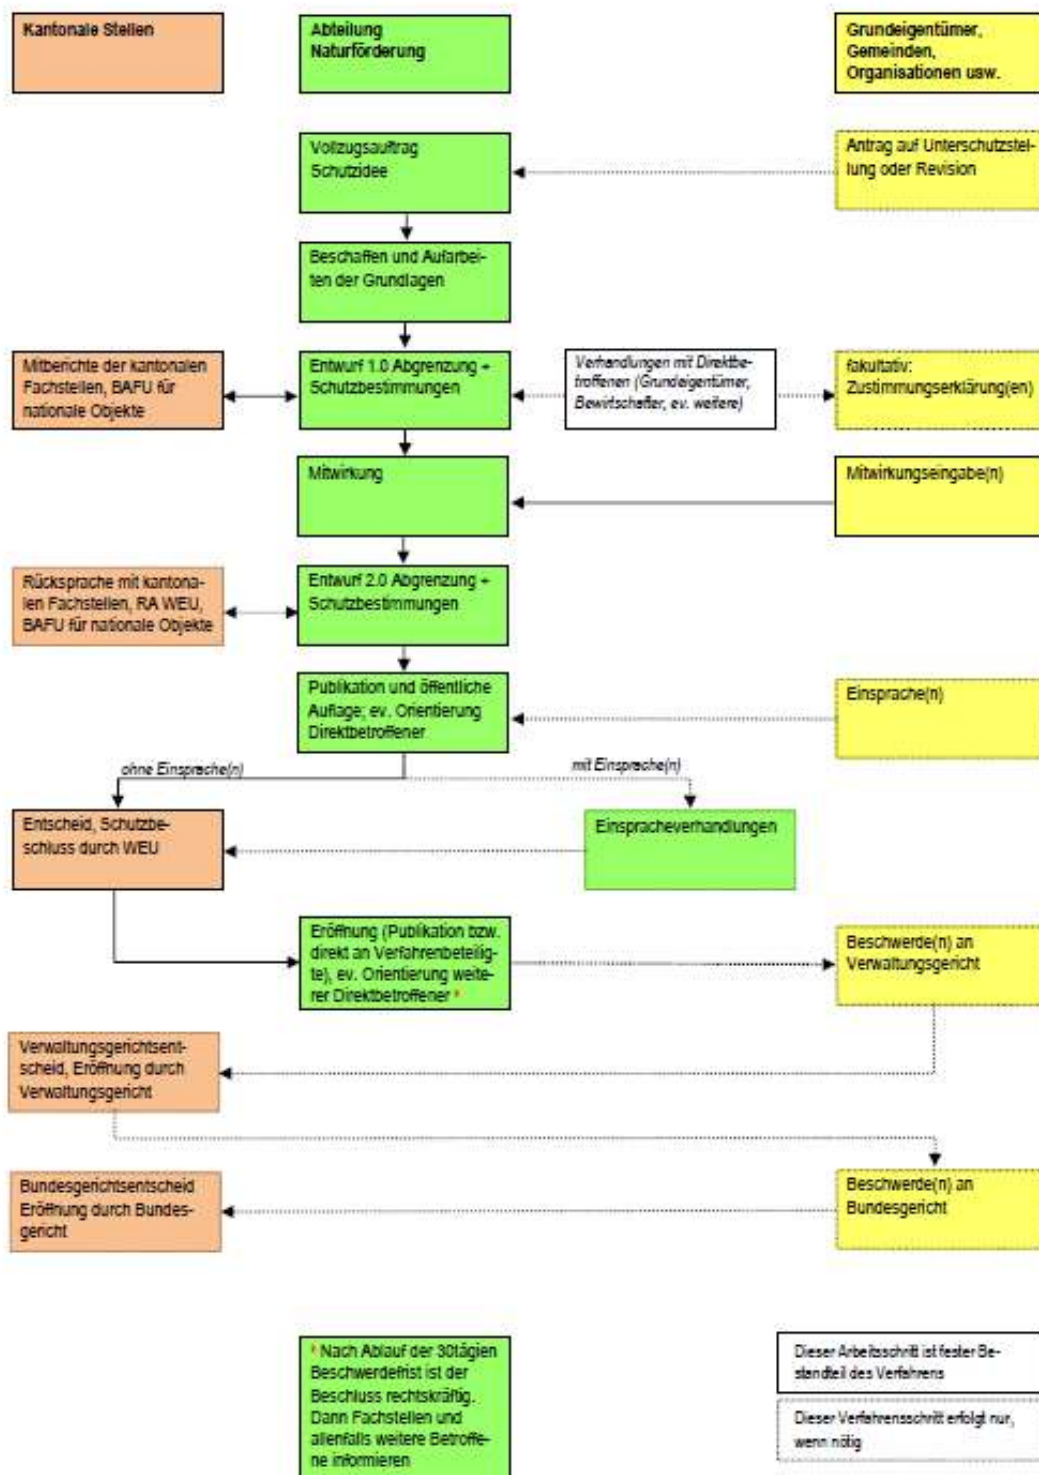 Kantonale Stellen
Abteilung
Naturförderung
Grundeigentümer,
Gemeinden,
Organisationen usw.
Vollzugsauftrag
Schutzidee
Antrag auf Unterschutzstel-
lung oder Revision
Beschaffen und Aufarbei-
ten der Grundlagen
Mitberichte der kantonalen
Fachstellen, BAFU für
nationale Objekte
Entwurf 1.0 Abgrenzung +
Schutzbestimmungen
Verhandlungen mit Direktbe-
troffenen (Grundeigentümer,
Bewirtschafter, ev. weitere)
fakultativ:
Zustimmungserklärung(en)
Mitwirkung
Mitwirkungseingabe(n)
Rücksprache mit kantona-
len Fachstellen, RA WEU,
BAFU für nationale Objekte
Entwurf 2.0 Abgrenzung +
Schutzbestimmungen
Publikation und öffentliche
Auflage; ev. Orientierung
Direktbetroffener
Einsprache(n)
ohne Einsprache(n)
mit Einsprache(n)
Entscheid, Schutzbe-
schluss durch WEU
Einspracheverhandlungen
Eröffnung (Publikation bzw.
direkt an Verfahrenbeteilig-
te), ev. Orientierung weite-
rer Direktbetroffener *
Beschwerde(n) an
Verwaltungsgericht
Verwaltungsgerichtsent-
scheid, Eröffnung durch
Verwaltungsgericht
Bundesgerichtsentscheid
Eröffnung durch Bundes-
gericht
Beschwerde(n) an
Bundesgericht
* Nach Ablauf der 30tägien
Beschwerdefrist ist der
Beschluss rechtskräftig.
Dann Fachstellen und
allenfalls weitere Betroffe-
ne informieren
Dieser Arbeitsschritt ist fester Be-
standteil des Verfahrens
Dieser Verfahrensschritt erfolgt nur,
wenn nötig